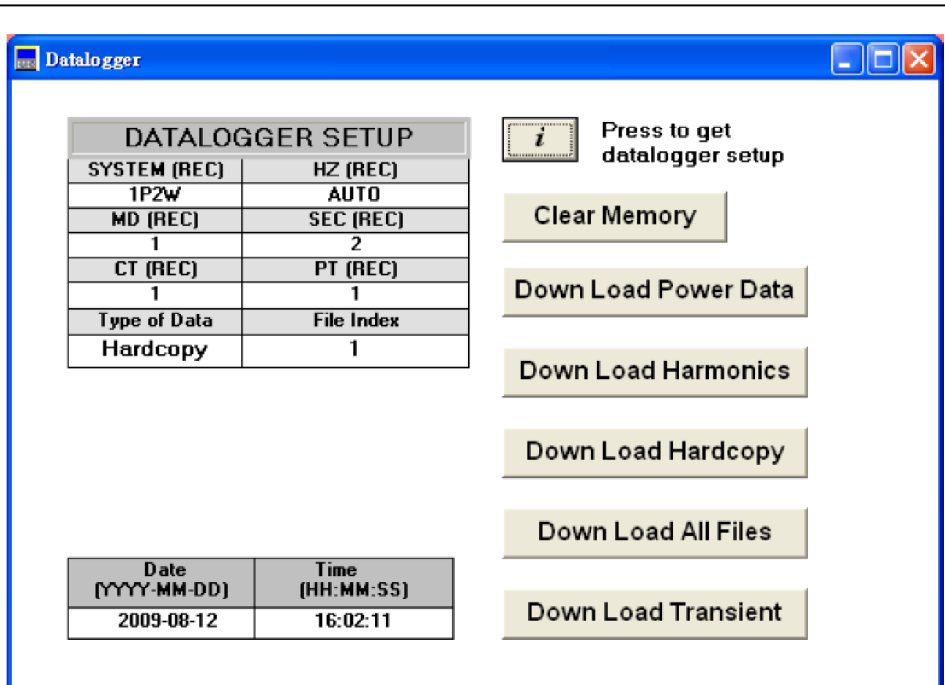 Datalogger
DATALOGGER SETUP
SYSTEM (REC) HZ (REC)
1P2W AUTO
MD (REC) SEC (REC)
1 2
CT (REC) PT (REC)
1 1
Type of Data File Index
Hardcopy 1
Date Time
(YYYY-MM-DD) (HH:MM:SS)
2009-08-12 16:02:11
i
Press to get
datalogger setup
Clear Memory
Down Load Power Data
Down Load Harmonics
Down Load Hardcopy
Down Load All Files
Down Load Transient